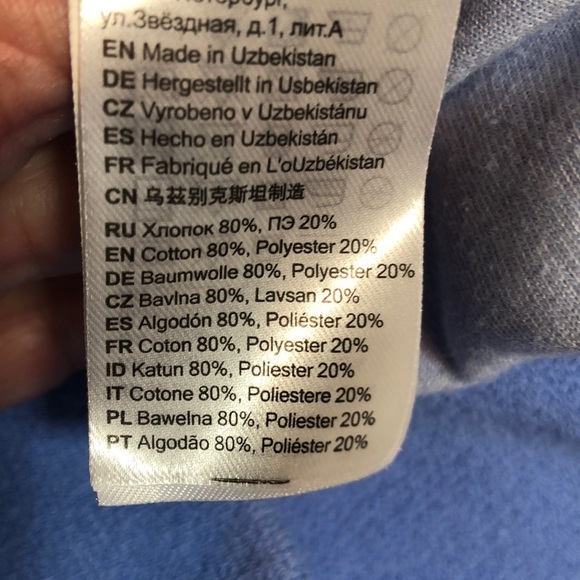 ул.Звёздная, д.1, лит.А
EN Made in Uzbekistan
DE Hergestellt in Usbekistan
CZ Vyrobeno v Uzbekistánu
ES Hecho en Uzbekistán
FR Fabriqué en L'oUzbékistan
CN 乌兹别克斯坦制造
RU Хлопок 80%, ПЭ 20%
EN Cotton 80%, Polyester 20%
DE Baumwolle 80%, Polyester 20%
CZ Bavlna 80%, Lavsan 20%
ES Algodón 80%, Poliéster 20%
FR Coton 80%, Polyester 20%
ID Katun 80%, Poliester 20%
IT Cotone 80%, Poliestere 20%
PL Bawełna 80%, Poliester 20%
PT Algodão 80%, Poliéster 20%